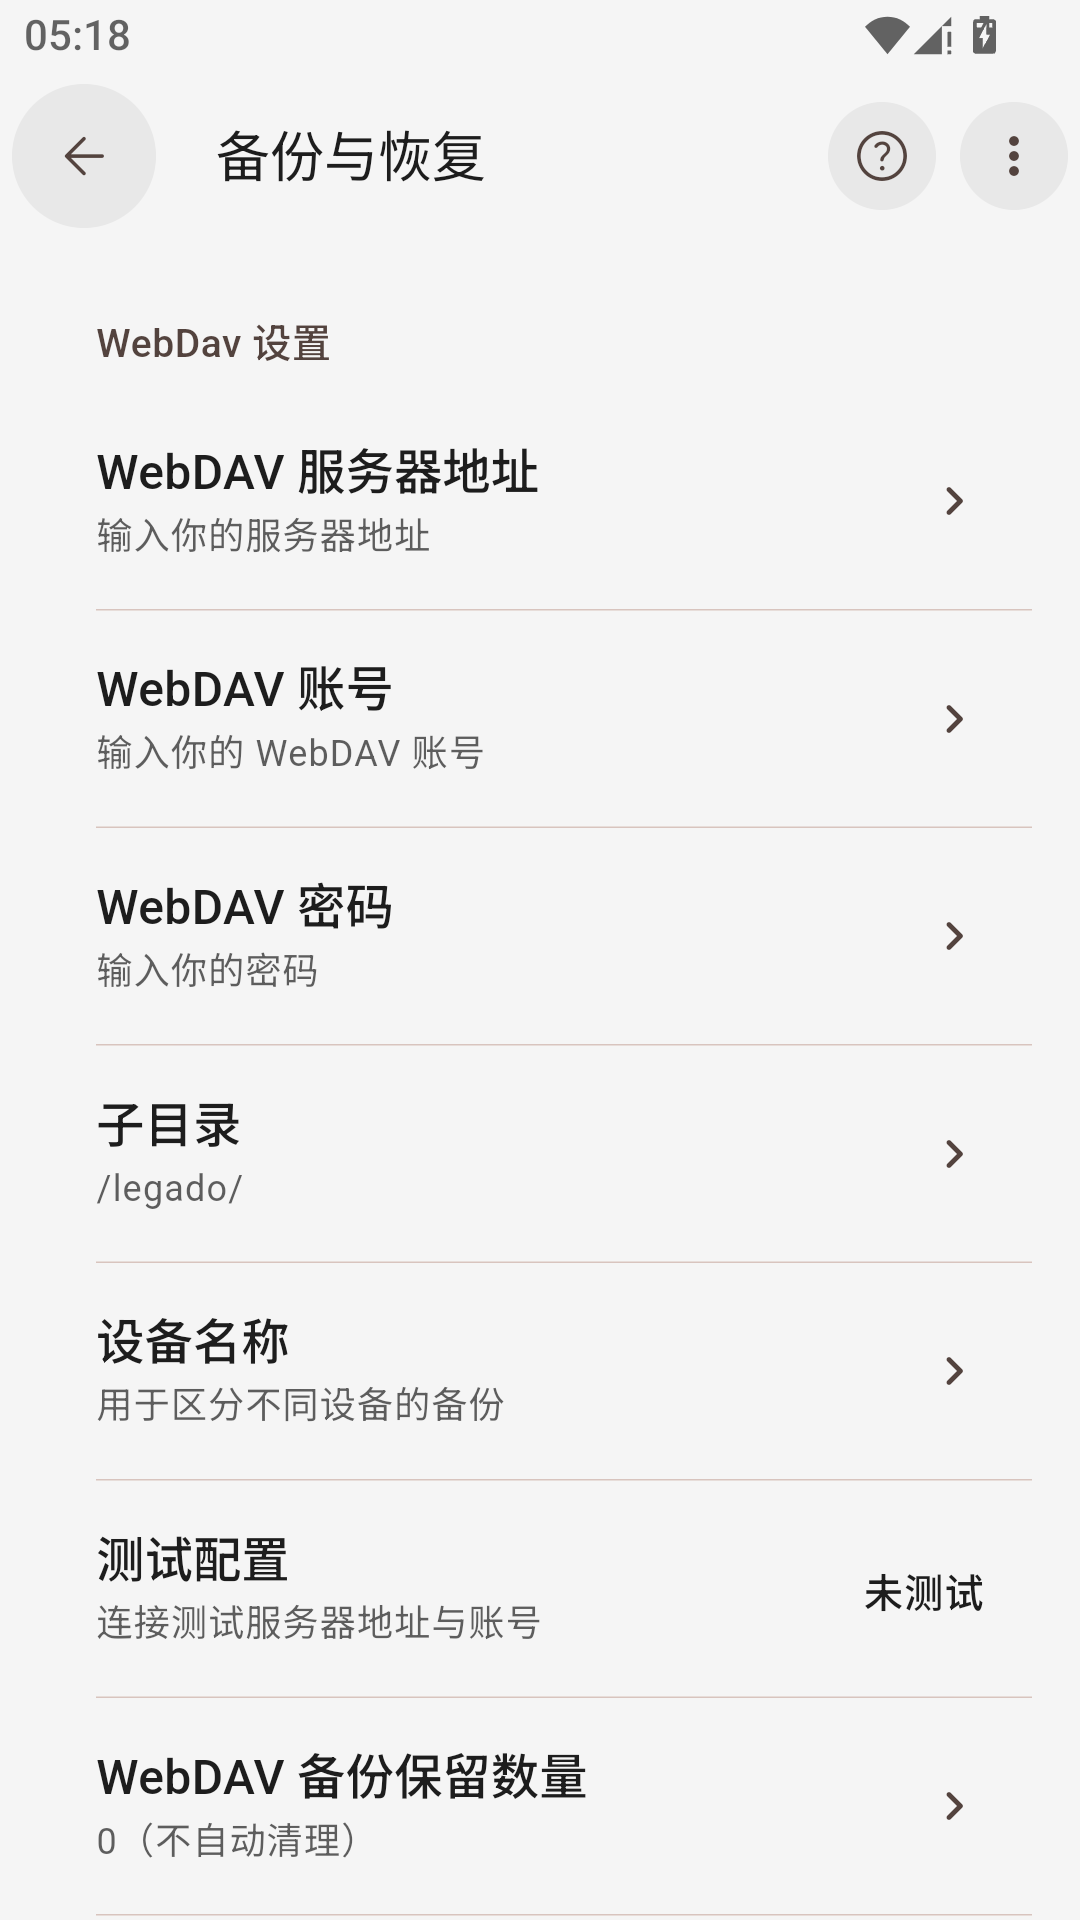 05:18
备份与恢复
WebDav 设置
WebDAV 服务器地址
输入你的服务器地址
WebDAV 账号
输入你的 WebDAV 账号
WebDAV 密码
输入你的密码
子目录
/legado/
设备名称
用于区分不同设备的备份
测试配置
连接测试服务器地址与账号
未测试
WebDAV 备份保留数量
0（不自动清理）